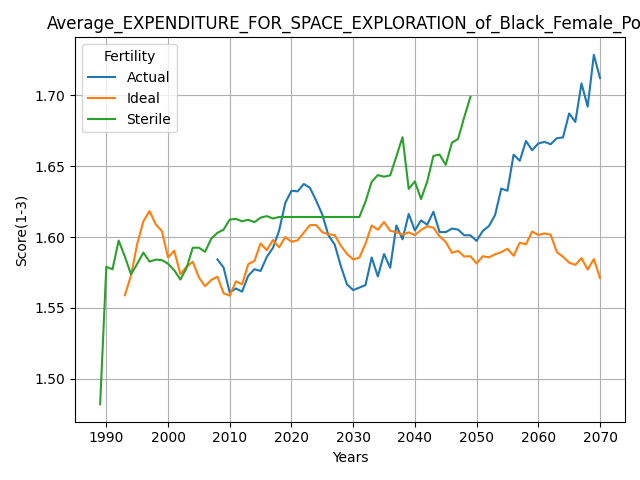 Average_EXPENDITURE_FOR_SPACE_EXPLORATION_of_Black_Female_Po
Fertility
Actual
Ideal
Sterile
Score(1-3)
1.70
1.65
1.60
1.55
1.50
1990 2000 2010 2020 2030 2040 2050 2060 2070
Years